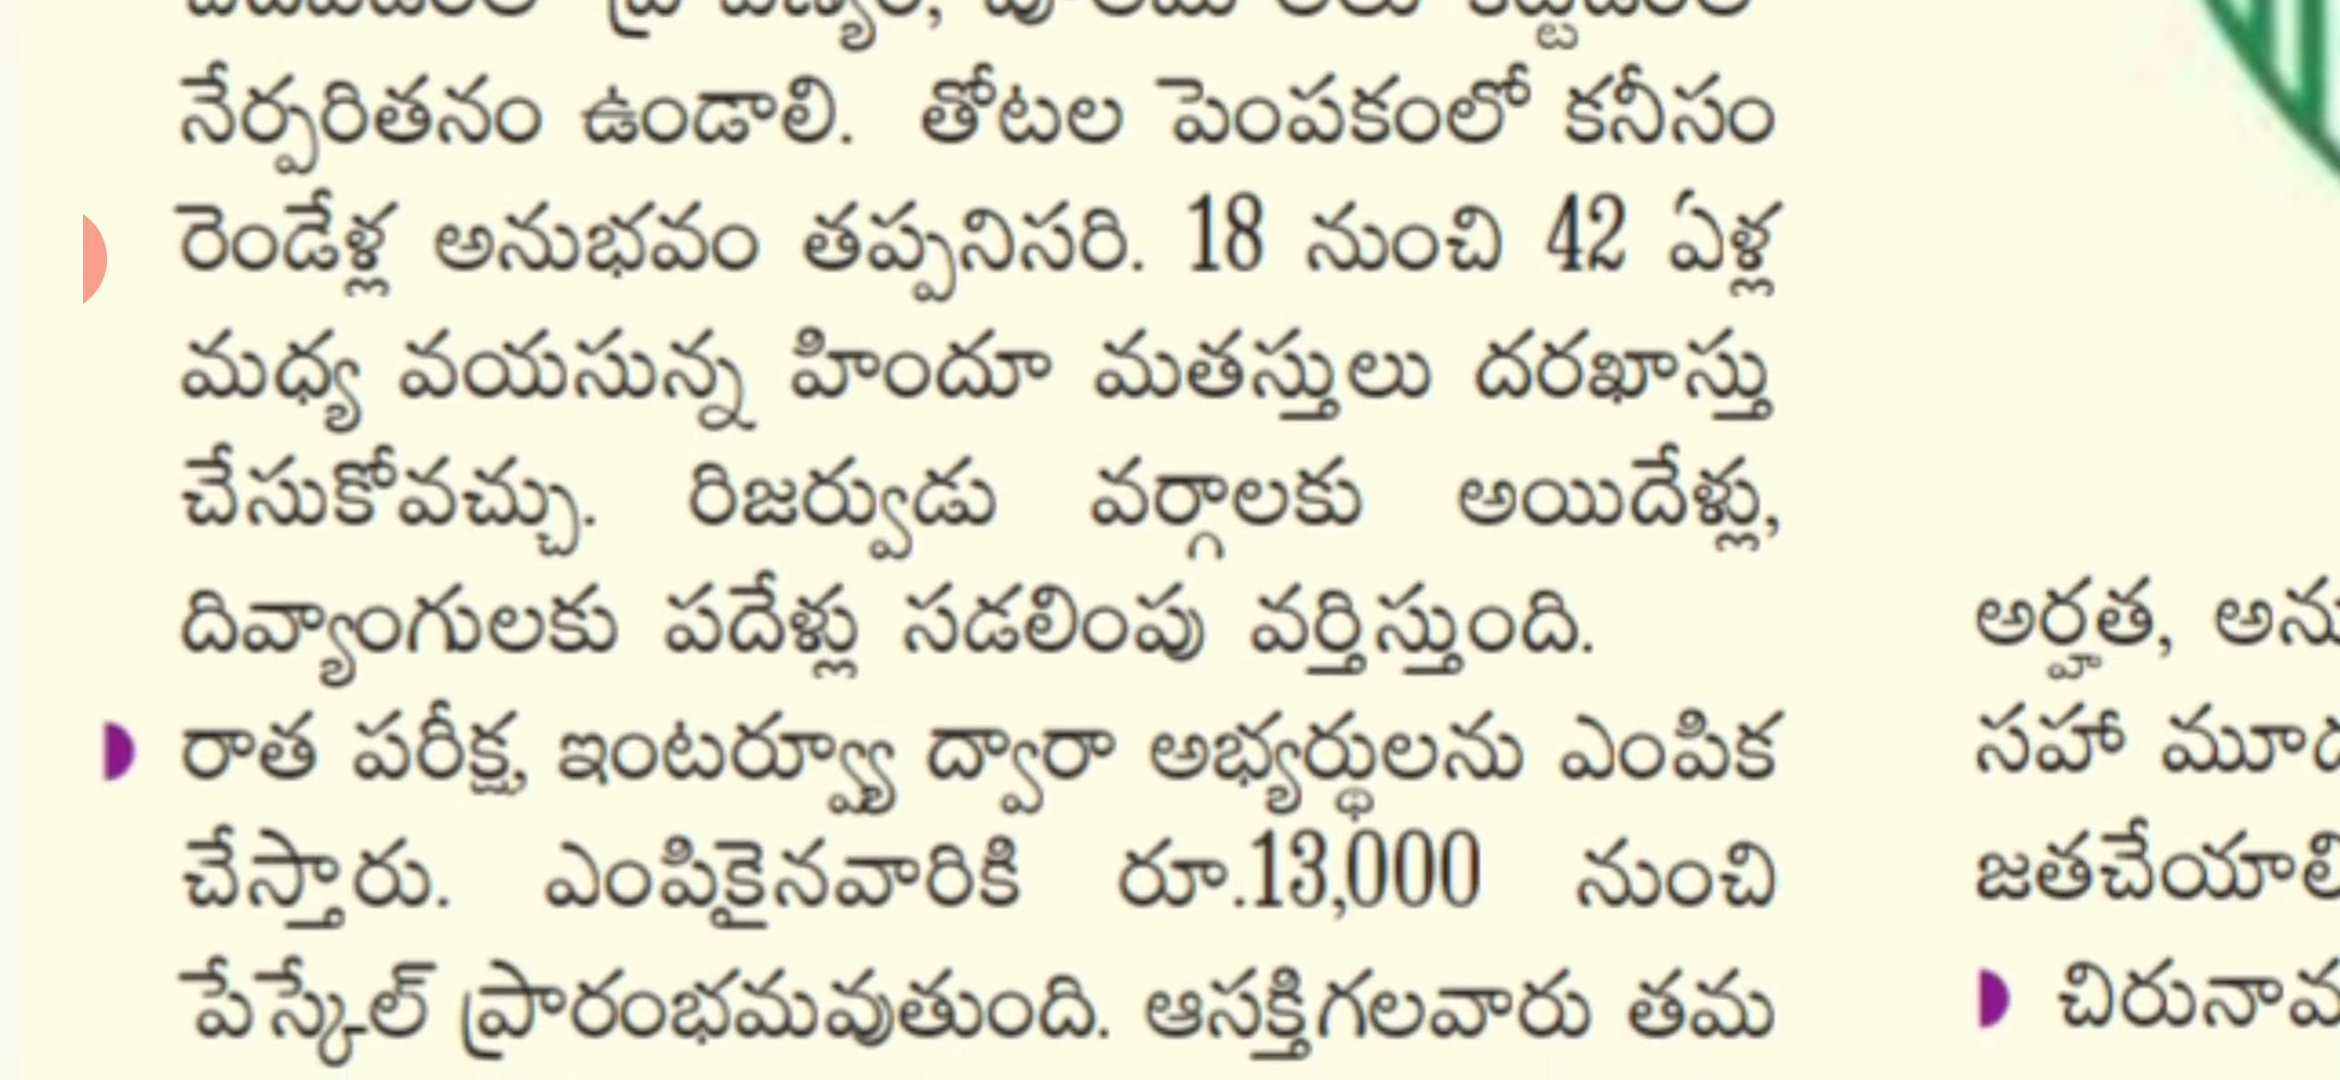 నేర్పరితనం ఉండాలి. తోటల పెంపకంలో కనీసం
రెండేళ్ల అనుభవం తప్పనిసరి. 18 నుంచి 42 ఏళ్ల
మధ్య వయసున్న హిందూ మతస్తులు దరఖాస్తు
చేసుకోవచ్చు. రిజర్వుడు వర్గాలకు అయిదేళ్లు,
దివ్యాంగులకు పదేళ్లు సడలింపు వర్తిస్తుంది.
రాత పరీక్ష, ఇంటర్వ్యూ ద్వారా అభ్యర్థులను ఎంపిక
చేస్తారు. ఎంపికైనవారికి రూ.13,000 నుంచి
పేస్కేల్ ప్రారంభమవుతుంది. ఆసక్తిగలవారు తమ
అర్హత,
సహా